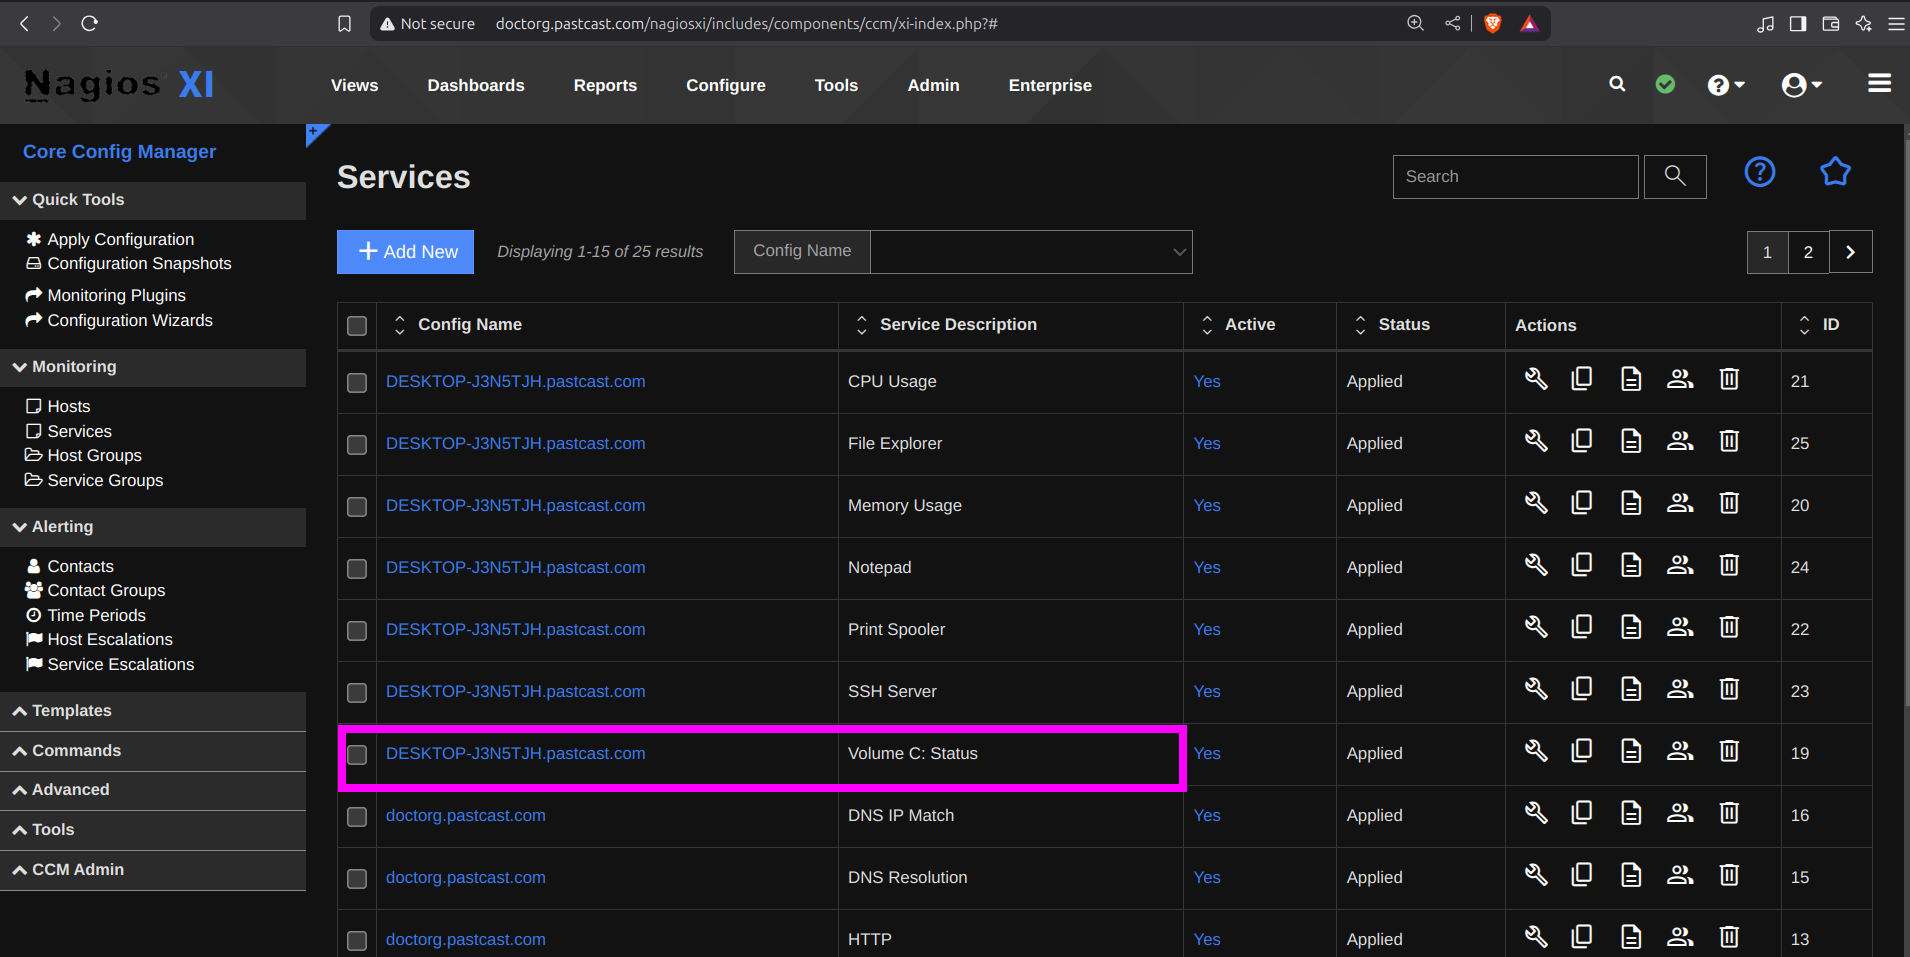 Not secure doctorg.pastcast.com/nagiosxi/includes/components/ccm/xi-index.php?#
Nagios XI
Views Dashboards Reports Configure Tools Admin Enterprise
Core Config Manager
Quick Tools
Apply Configuration
Configuration Snapshots
Monitoring Plugins
Configuration Wizards
Monitoring
Hosts
Services
Host Groups
Service Groups
Alerting
Contacts
Contact Groups
Time Periods
Host Escalations
Service Escalations
Templates
Commands
Advanced
Tools
CCM Admin
Services
Search
Add New Displaying 1-15 of 25 results Config Name 1 2
Config Name Service Description Active Status Actions ID
DESKTOP-J3N5TJH.pastcast.com CPU Usage Yes Applied 21
DESKTOP-J3N5TJH.pastcast.com File Explorer Yes Applied 25
DESKTOP-J3N5TJH.pastcast.com Memory Usage Yes Applied 20
DESKTOP-J3N5TJH.pastcast.com Notepad Yes Applied 24
DESKTOP-J3N5TJH.pastcast.com Print Spooler Yes Applied 22
DESKTOP-J3N5TJH.pastcast.com SSH Server Yes Applied 23
DESKTOP-J3N5TJH.pastcast.com Volume C: Status Yes Applied 19
doctorg.pastcast.com DNS IP Match Yes Applied 16
doctorg.pastcast.com DNS Resolution Yes Applied 15
doctorg.pastcast.com HTTP Yes Applied 13